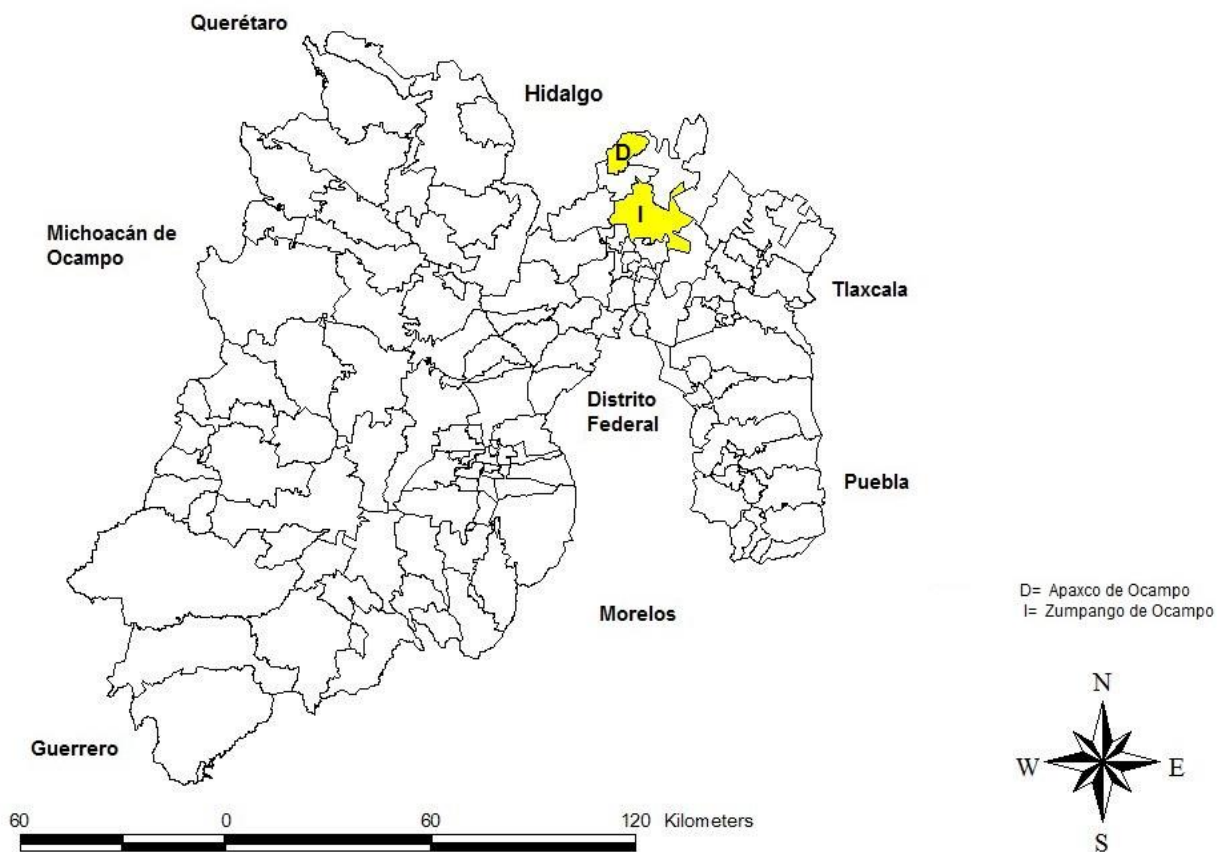 Querétaro
Hidalgo
D
I
Michoacán de
Ocampo
Tlaxcala
Distrito
Federal
Puebla
D= Apaxco de Ocampo
I= Zumpango de Ocampo
Morelos
N
Guerrero
W
E
60 0 60 120 Kilometers
S